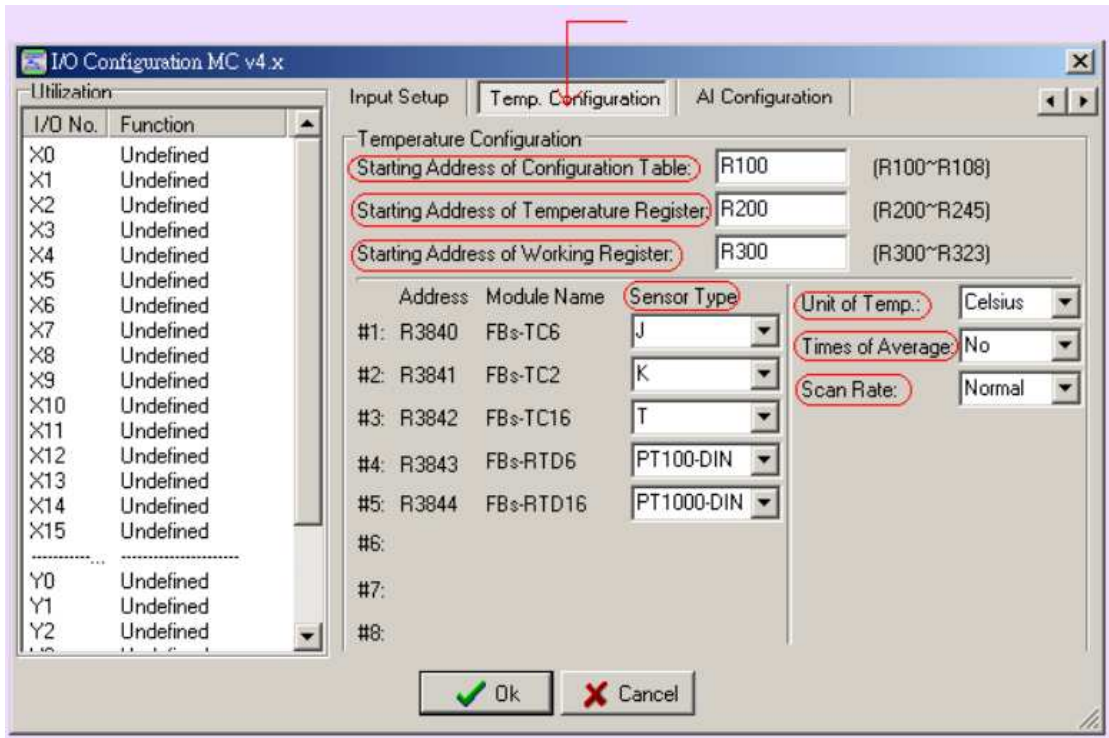 I/O Configuration MC v4.x
Utilization
I/O No. Function
X0 Undefined
X1 Undefined
X2 Undefined
X3 Undefined
X4 Undefined
X5 Undefined
X6 Undefined
X7 Undefined
X8 Undefined
X9 Undefined
X10 Undefined
X11 Undefined
X12 Undefined
X13 Undefined
X14 Undefined
X15 Undefined
Y0 Undefined
Y1 Undefined
Y2 Undefined
Input Setup Temp. Configuration AI Configuration
Temperature Configuration
Starting Address of Configuration Table: R100 (R100~R108)
Starting Address of Temperature Register: R200 (R200~R245)
Starting Address of Working Register: R300 (R300~R323)
Address Module Name Sensor Type
#1: R3840 FBs-TC6 J
#2: R3841 FBs-TC2 K
#3: R3842 FBs-TC16 T
#4: R3843 FBs-RTD6 PT100-DIN
#5: R3844 FBs-RTD16 PT1000-DIN
#6:
#7:
#8:
Unit of Temp.: Celsius
Times of Average: No
Scan Rate: Normal
Ok Cancel